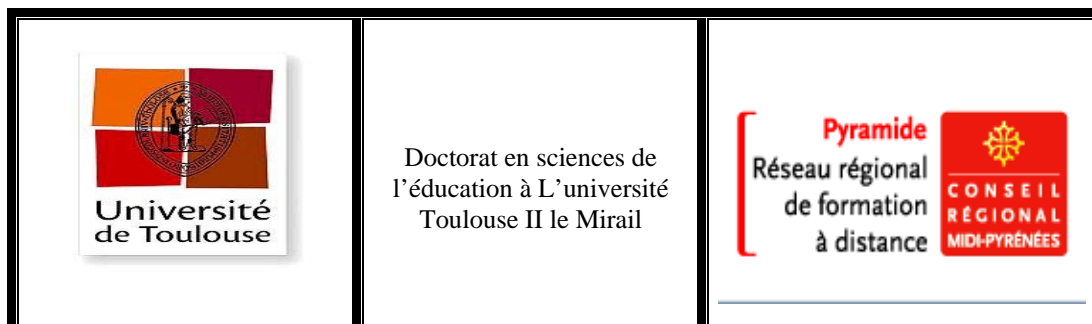 Université
de Toulouse
Doctorat en sciences de
l’éducation à L’université
Toulouse II le Mirail
Pyramide
Réseau régional
de formation
à distance
CONSEIL
RÉGIONAL
MIDI-PYRÉNÉES